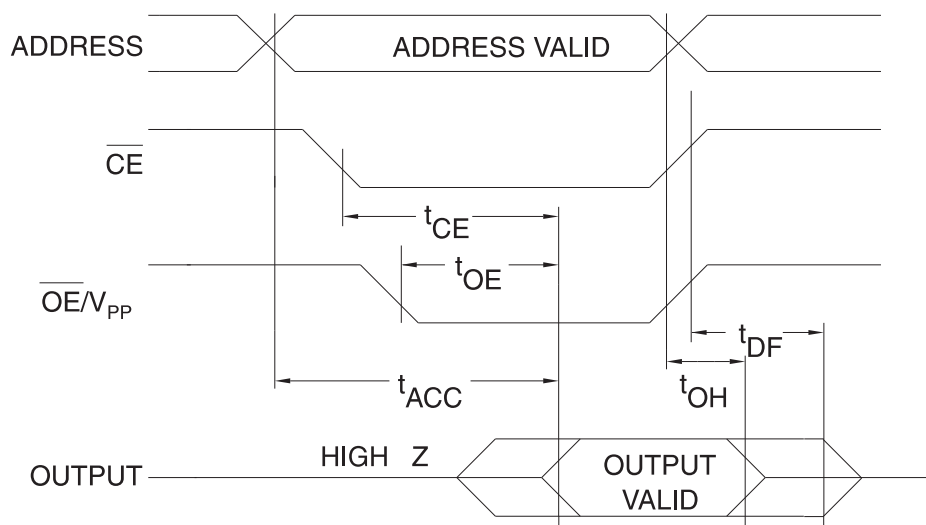 ADDRESS
ADDRESS VALID
CE
tCE
tOE
OE/VPP
tDF
tACC
tOH
HIGH Z
OUTPUT
OUTPUT
VALID